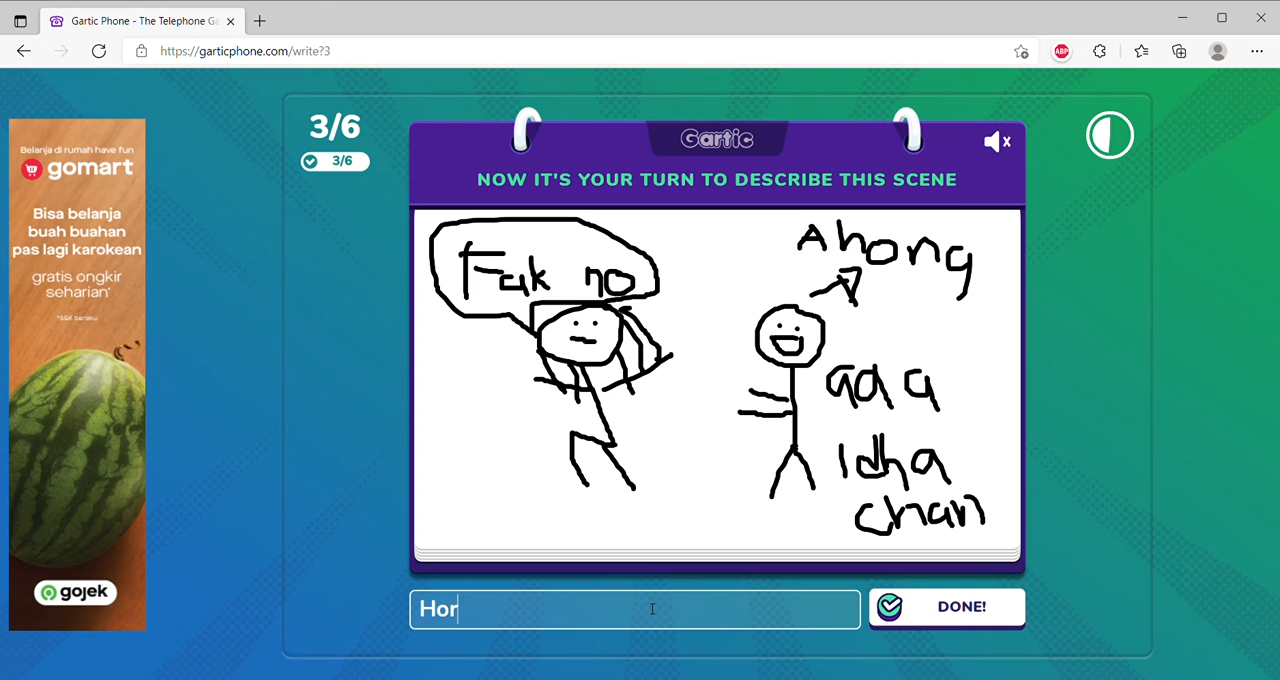 Gartic Phone - The Telephone Ga
https://garticphone.com/write?3
ABP
Belanja di rumah have fun
gomart
Bisa belanja
buah buahan
pas lagi karokean
gratis ongkir
seharian*
gojek
3/6
3/6
Gartic
NOW IT'S YOUR TURN TO DESCRIBE THIS SCENE
Fak no
Ahong
ada
Idha
chan
Hor
DONE!